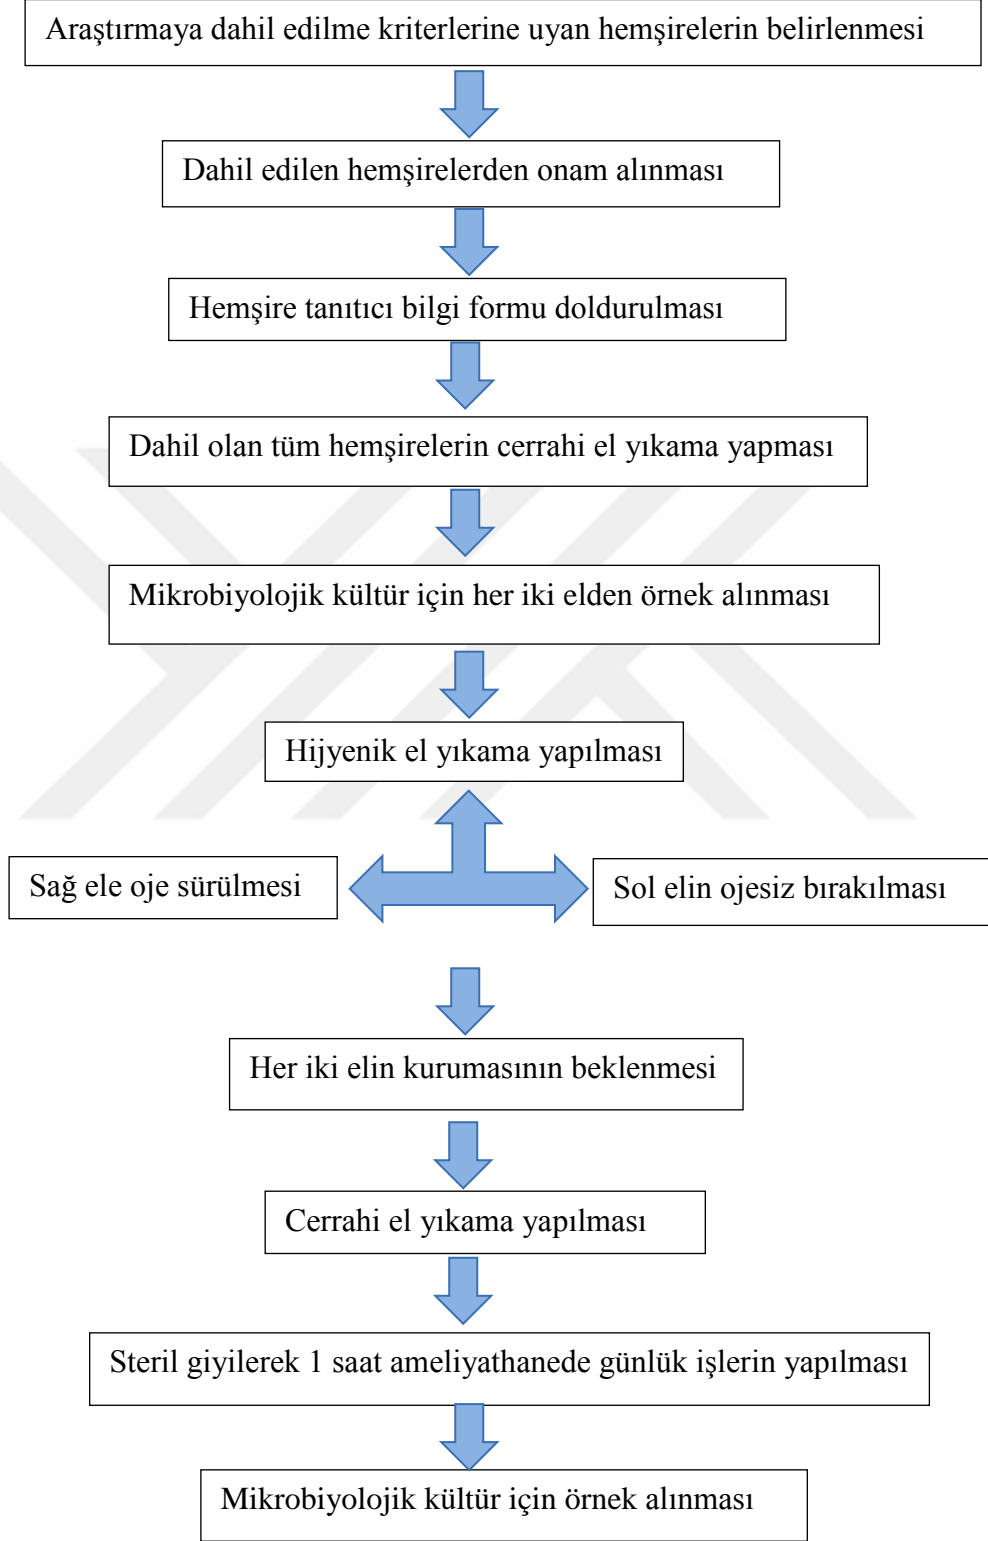 Araştırmaya dahil edilme kriterlerine uyan hemşirelerin belirlenmesi
Dahil edilen hemşirelerden onam alınması
Hemşire tanıtıcı bilgi formu doldurulması
Dahil olan tüm hemşirelerin cerrahi el yıkama yapması
Mikrobiyolojik kültür için her iki elden örnek alınması
Hijyenik el yıkama yapılması
Sağ ele oje sürülmesi
Sol elin ojesiz bırakılması
Her iki elin kurumasının beklenmesi
Cerrahi el yıkama yapılması
Steril giyilerek 1 saat ameliyathanede günlük işlerin yapılması
Mikrobiyolojik kültür için örnek alınması